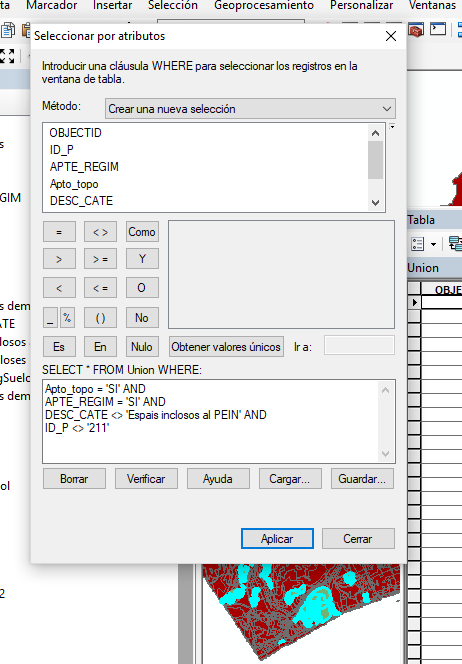 ta Marcador Insertar Selección Geoprocesamiento Personalizar Ventanas
Seleccionar por atributos
Introducir una cláusula WHERE para seleccionar los registros en la
ventana de tabla.
Método: Crear una nueva selección
OBJECTID
ID_P
APTE_REGIM
Apto_topo
DESC_CATE
= < > Como
> > = Y
< < = O
_ % ( ) No
Es En Nulo Obtener valores únicos Ir a:
SELECT * FROM Union WHERE:
Apto_topo = 'SI' AND
APTE_REGIM = 'SI' AND
DESC_CATE <> 'Espais inclosos al PEIN' AND
ID_P <> '211'
Borrar Verificar Ayuda Cargar... Guardar...
Aplicar Cerrar
s
GIM
s dem
ATE
losos a
loses
gSuelo
s dem
ol
2
Tabla
Union
OBJE